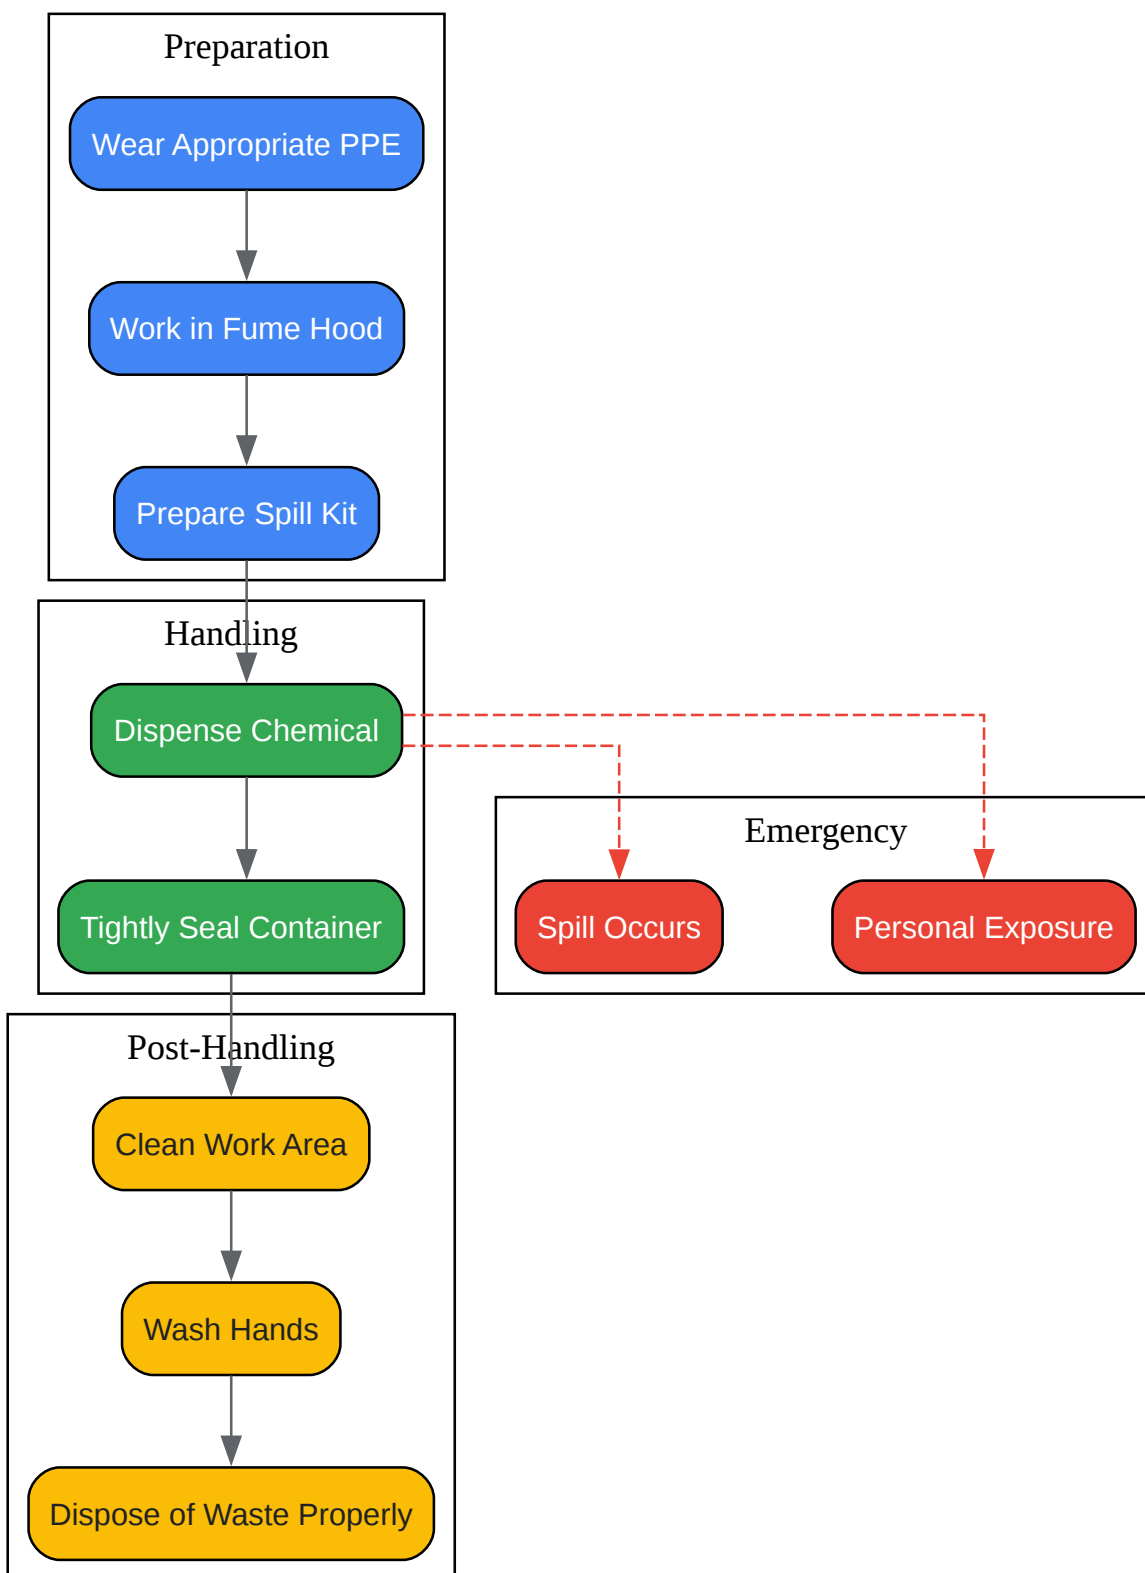 Preparation
Wear Appropriate PPE
Work in Fume Hood
Prepare Spill Kit
Handling
Dispense Chemical
Tightly Seal Container
Emergency
Spill Occurs
Personal Exposure
Post-Handling
Clean Work Area
Wash Hands
Dispose of Waste Properly